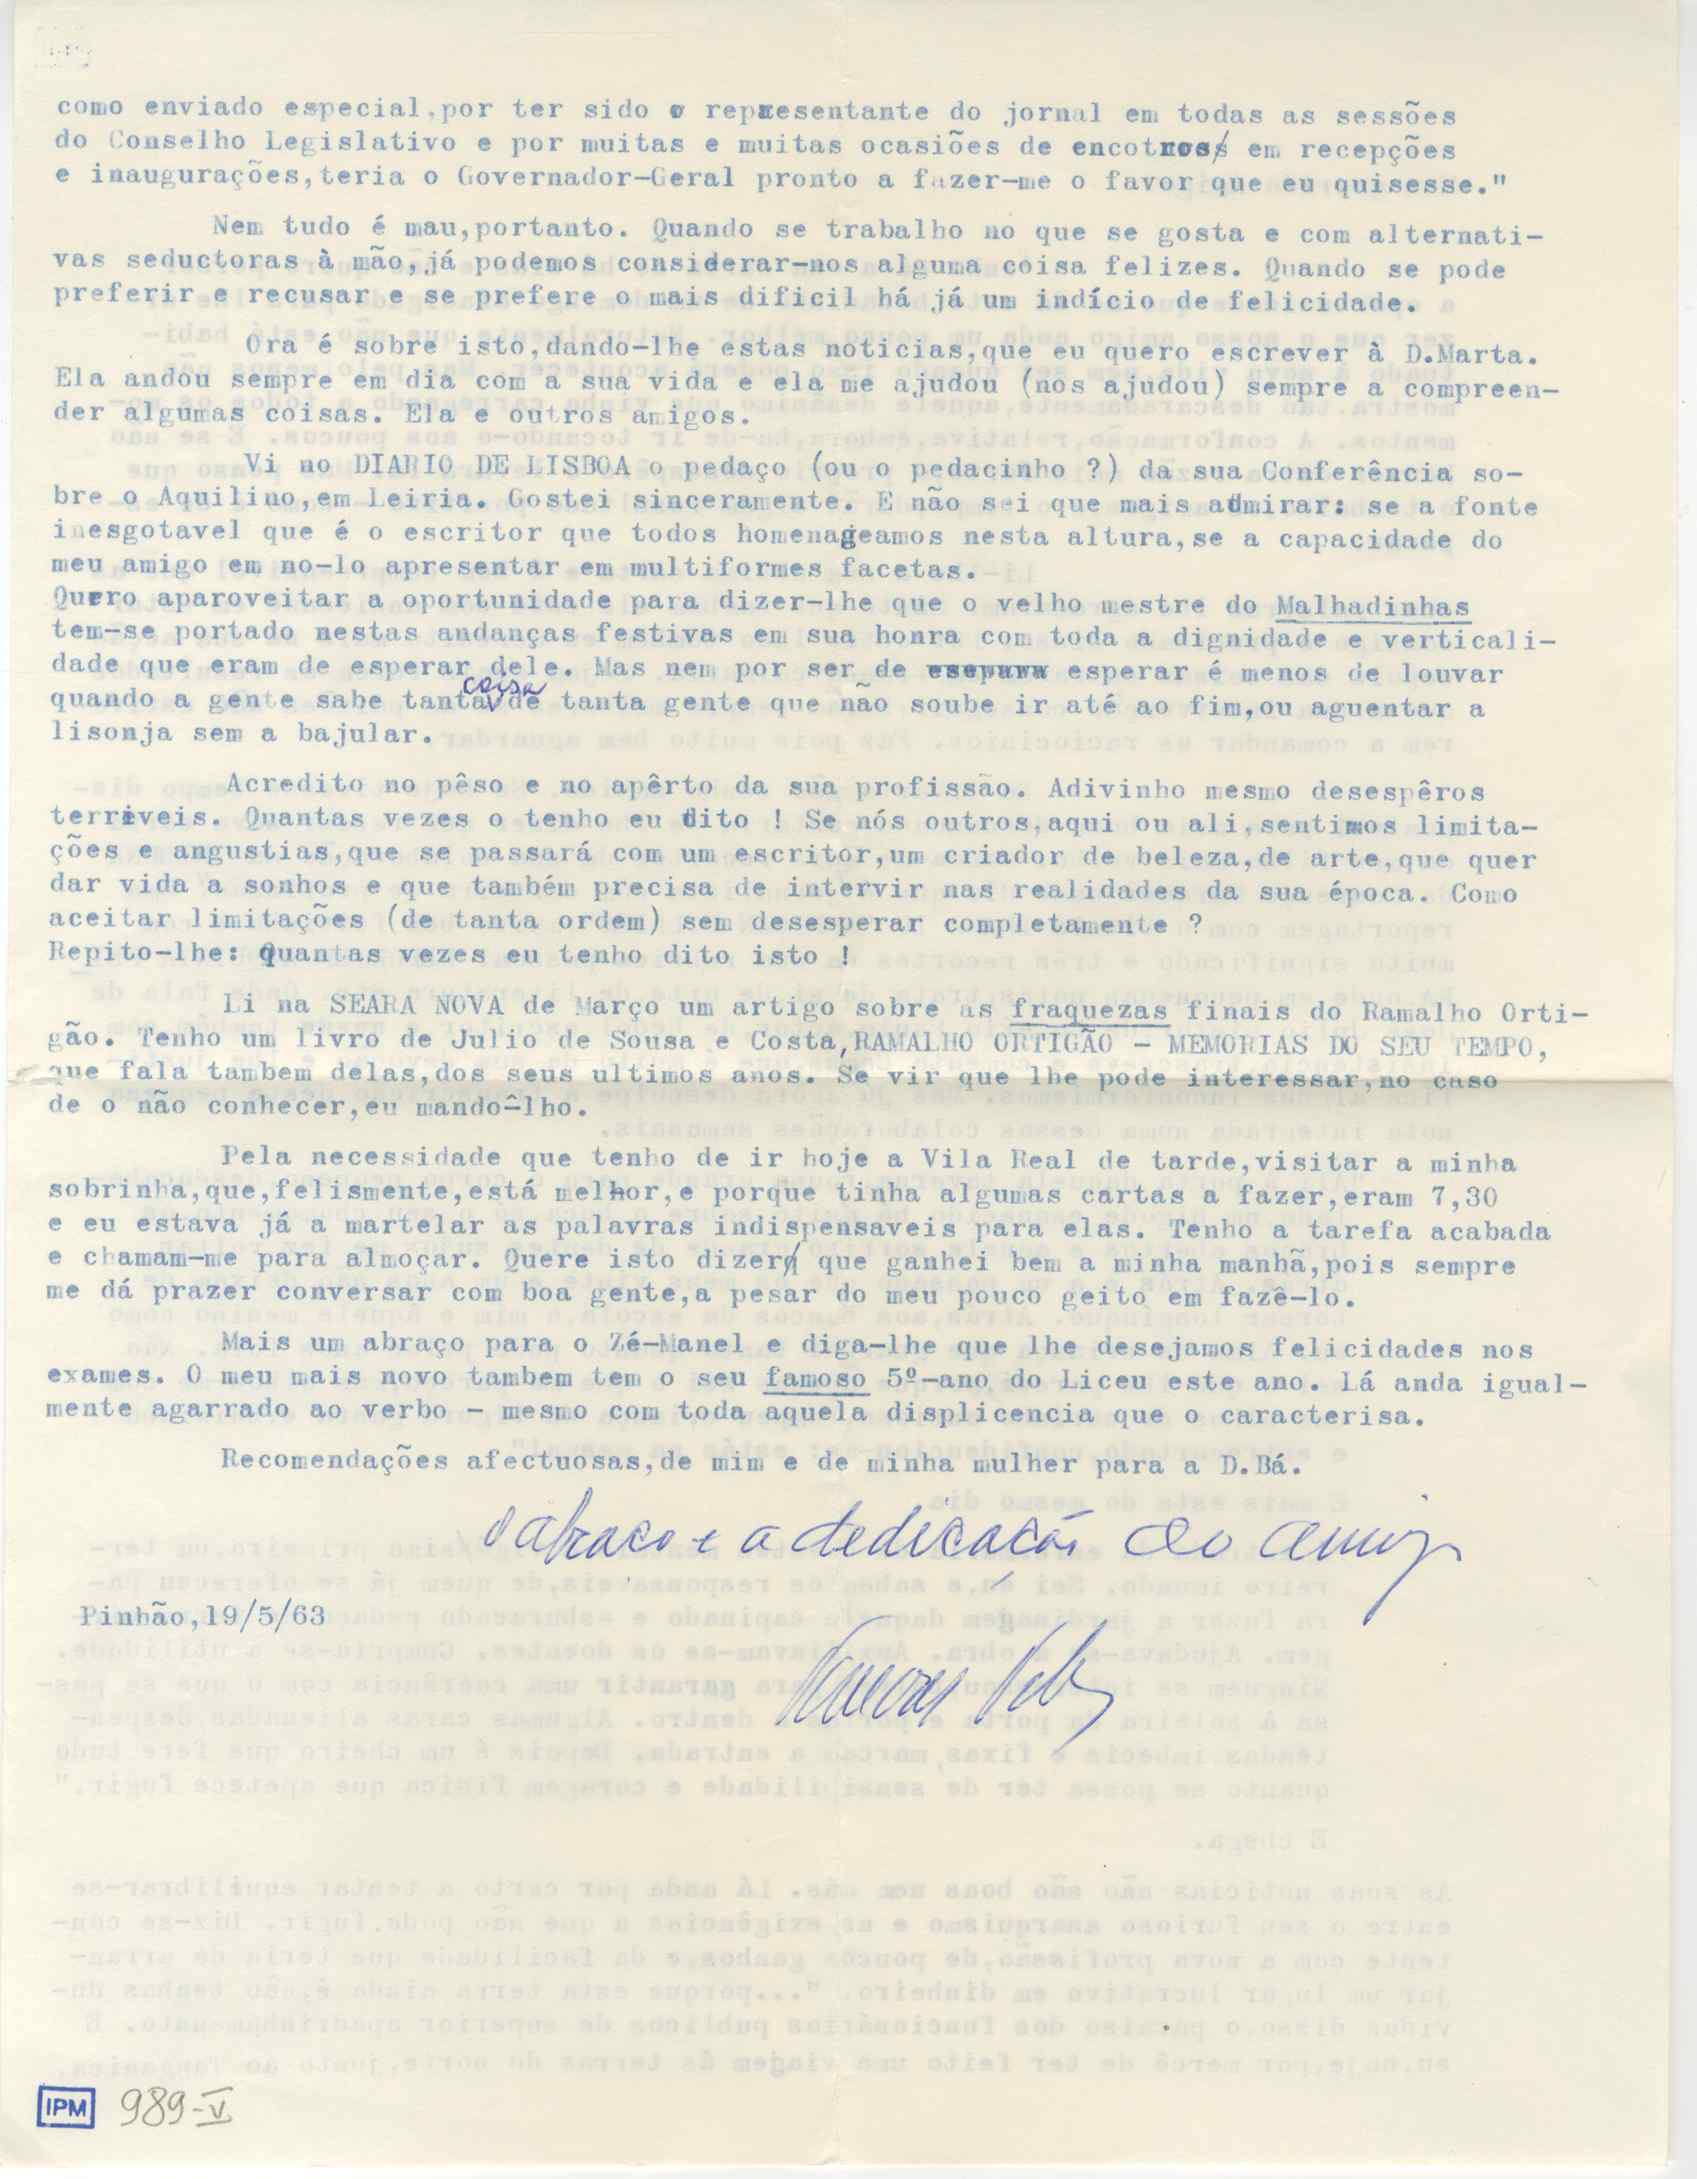 como enviado especial,por ter sido o representante do jornal em todas as sessões
do Conselho Legislativo e por muitas e muitas ocasiões de encotros em recepções
e inaugurações,teria o Governador-Geral pronto a fazer-me o favor que eu quisesse."
Nem tudo é mau,portanto. Quando se trabalho no que se gosta e com alternati-
vas seductoras à mão,já podemos considerar-nos alguma coisa felizes. Quando se pode
preferir e recusar e se prefere o mais dificil há já um indício de felicidade.
Ora é sobre isto,dando-lhe estas noticias,que eu quero escrever à D.Marta.
Ela andou sempre em dia com a sua vida e ela me ajudou (nos ajudou) sempre a compreen-
der algumas coisas. Ela e outros amigos.
Vi no DIARIO DE LISBOA o pedaço (ou o pedacinho ?) da sua Conferência so-
bre o Aquilino,em Leiria. Gostei sinceramente. E não sei que mais admirar: se a fonte
inesgotavel que é o escritor que todos homenageamos nesta altura,se a capacidade do
meu amigo em no-lo apresentar em multiformes facetas.
Quero aparoveitar a oportunidade para dizer-lhe que o velho mestre do Malhadinhas
tem-se portado nestas andanças festivas em sua honra com toda a dignidade e verticali-
dade que eram de esperar dele. Mas nem por ser de esperar é menos de louvar
quando a gente sabe tanta coisa de tanta gente que não soube ir até ao fim,ou aguentar a
lisonja sem a bajular.
Acredito no pêso e no apêrto da sua profissão. Adivinho mesmo desespêros
terriveis. Quantas vezes o tenho eu dito ! Se nós outros,aqui ou ali,sentimos limita-
ções e angustias,que se passará com um escritor,um criador de beleza,de arte,que quer
dar vida a sonhos e que também precisa de intervir nas realidades da sua época. Como
aceitar limitações (de tanta ordem) sem desesperar completamente ?
Repito-lhe: Quantas vezes eu tenho dito isto !
Li na SEARA NOVA de Março um artigo sobre as fraquezas finais do Ramalho Orti-
gão. Tenho um livro de Julio de Sousa e Costa,RAMALHO ORTIGÃO - MEMORIAS DO SEU TEMPO,
que fala tambem delas,dos seus ultimos anos. Se vir que lhe pode interessar,no caso
de o não conhecer,eu mandô-lho.
Pela necessidade que tenho de ir hoje a Vila Real de tarde,visitar a minha
sobrinha,que,felismente,está melhor,e porque tinha algumas cartas a fazer,eram 7,30
e eu estava já a martelar as palavras indispensaveis para elas. Tenho a tarefa acabada
e chamam-me para almoçar. Quere isto dizer que ganhei bem a minha manhã,pois sempre
me dá prazer conversar com boa gente,a pesar do meu pouco geito em fazê-lo.
Mais um abraço para o Zé-Manel e diga-lhe que lhe desejamos felicidades nos
exames. O meu mais novo tambem tem o seu famoso 5º-ano do Liceu este ano. Lá anda igual-
mente agarrado ao verbo - mesmo com toda aquela displicencia que o caracterisa.
Recomendações afectuosas,de mim e de minha mulher para a D.Bá.
O abraço e a dedicação do amigo
Pinhão,19/5/63
IPM 989-V